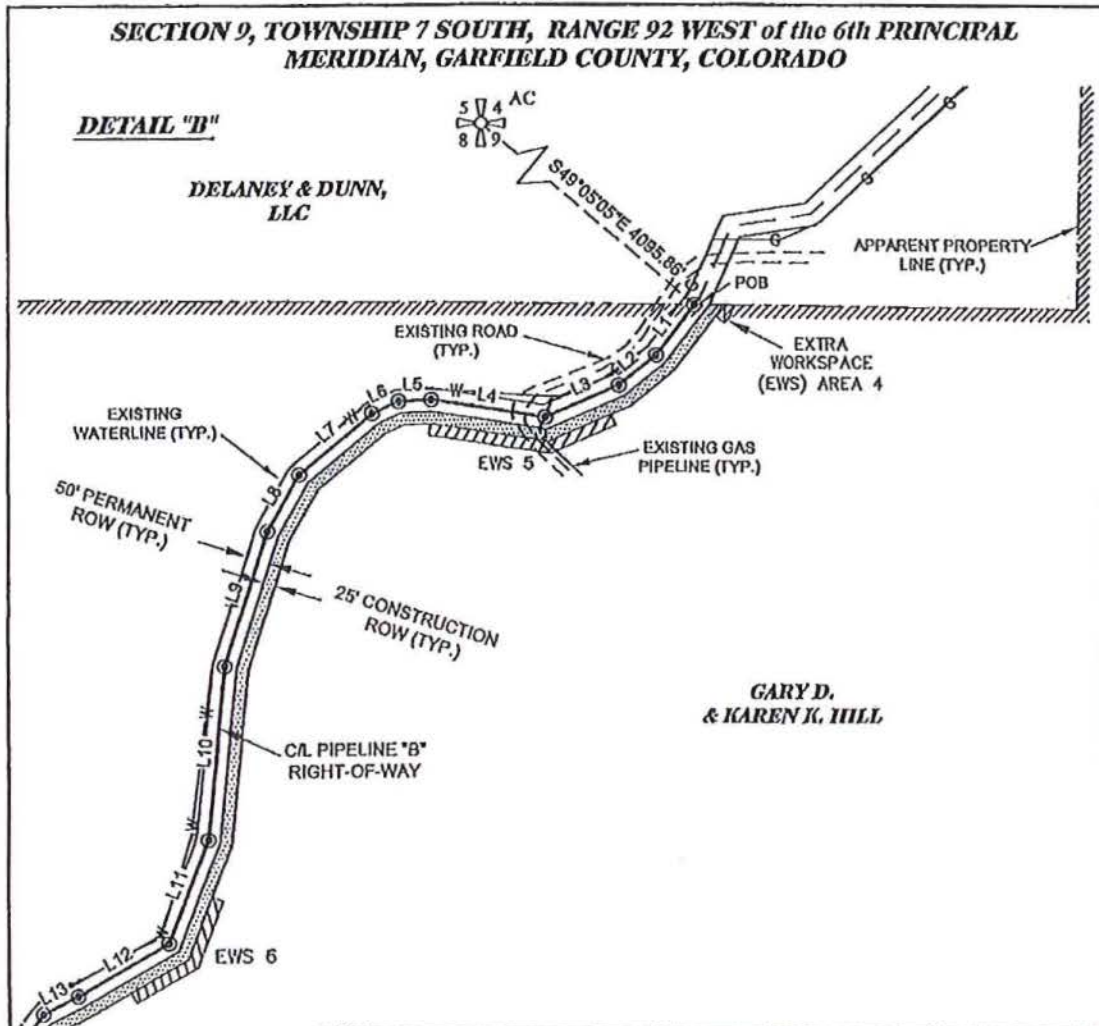 SECTION 9, TOWNSHIP 7 SOUTH, RANGE 92 WEST of the 6th PRINCIPAL
MERIDIAN, GARFIELD COUNTY, COLORADO
DETAIL "B"
5 4 AC
8 9
DELANEY & DUNN,
LLC
S49°05'05"E 4095.86'
G
G
G
APPARENT PROPERTY
LINE (TYP.)
POB
EXISTING ROAD
(TYP.)
L1
L2
L3
EXTRA
WORKSPACE
(EWS) AREA 4
L4
W
L5
L6
W
L7
EXISTING
WATERLINE (TYP.)
EWS 5
EXISTING GAS
PIPELINE (TYP.)
L8
50' PERMANENT
ROW (TYP.)
L9
25' CONSTRUCTION
ROW (TYP.)
GARY D.
& KAREN K. HILL
W
L10
C/L PIPELINE "B"
RIGHT-OF-WAY
W
L11
W
EWS 6
L12
L13